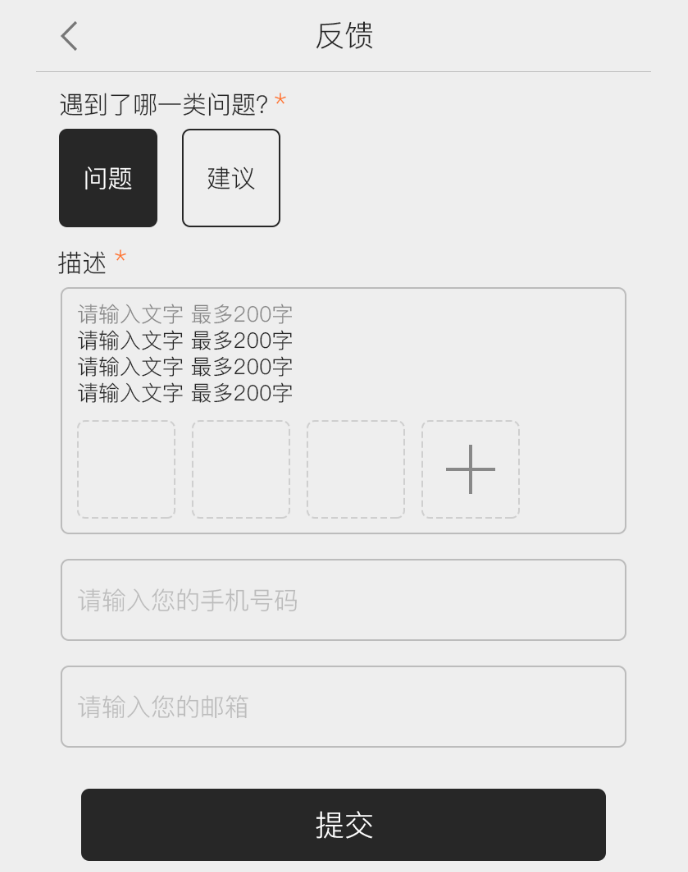 反馈
遇到了哪一类问题?*
问题
建议
描述 *
请输入文字 最多200字
请输入文字 最多200字
请输入文字 最多200字
请输入文字 最多200字
请输入您的手机号码
请输入您的邮箱
提交